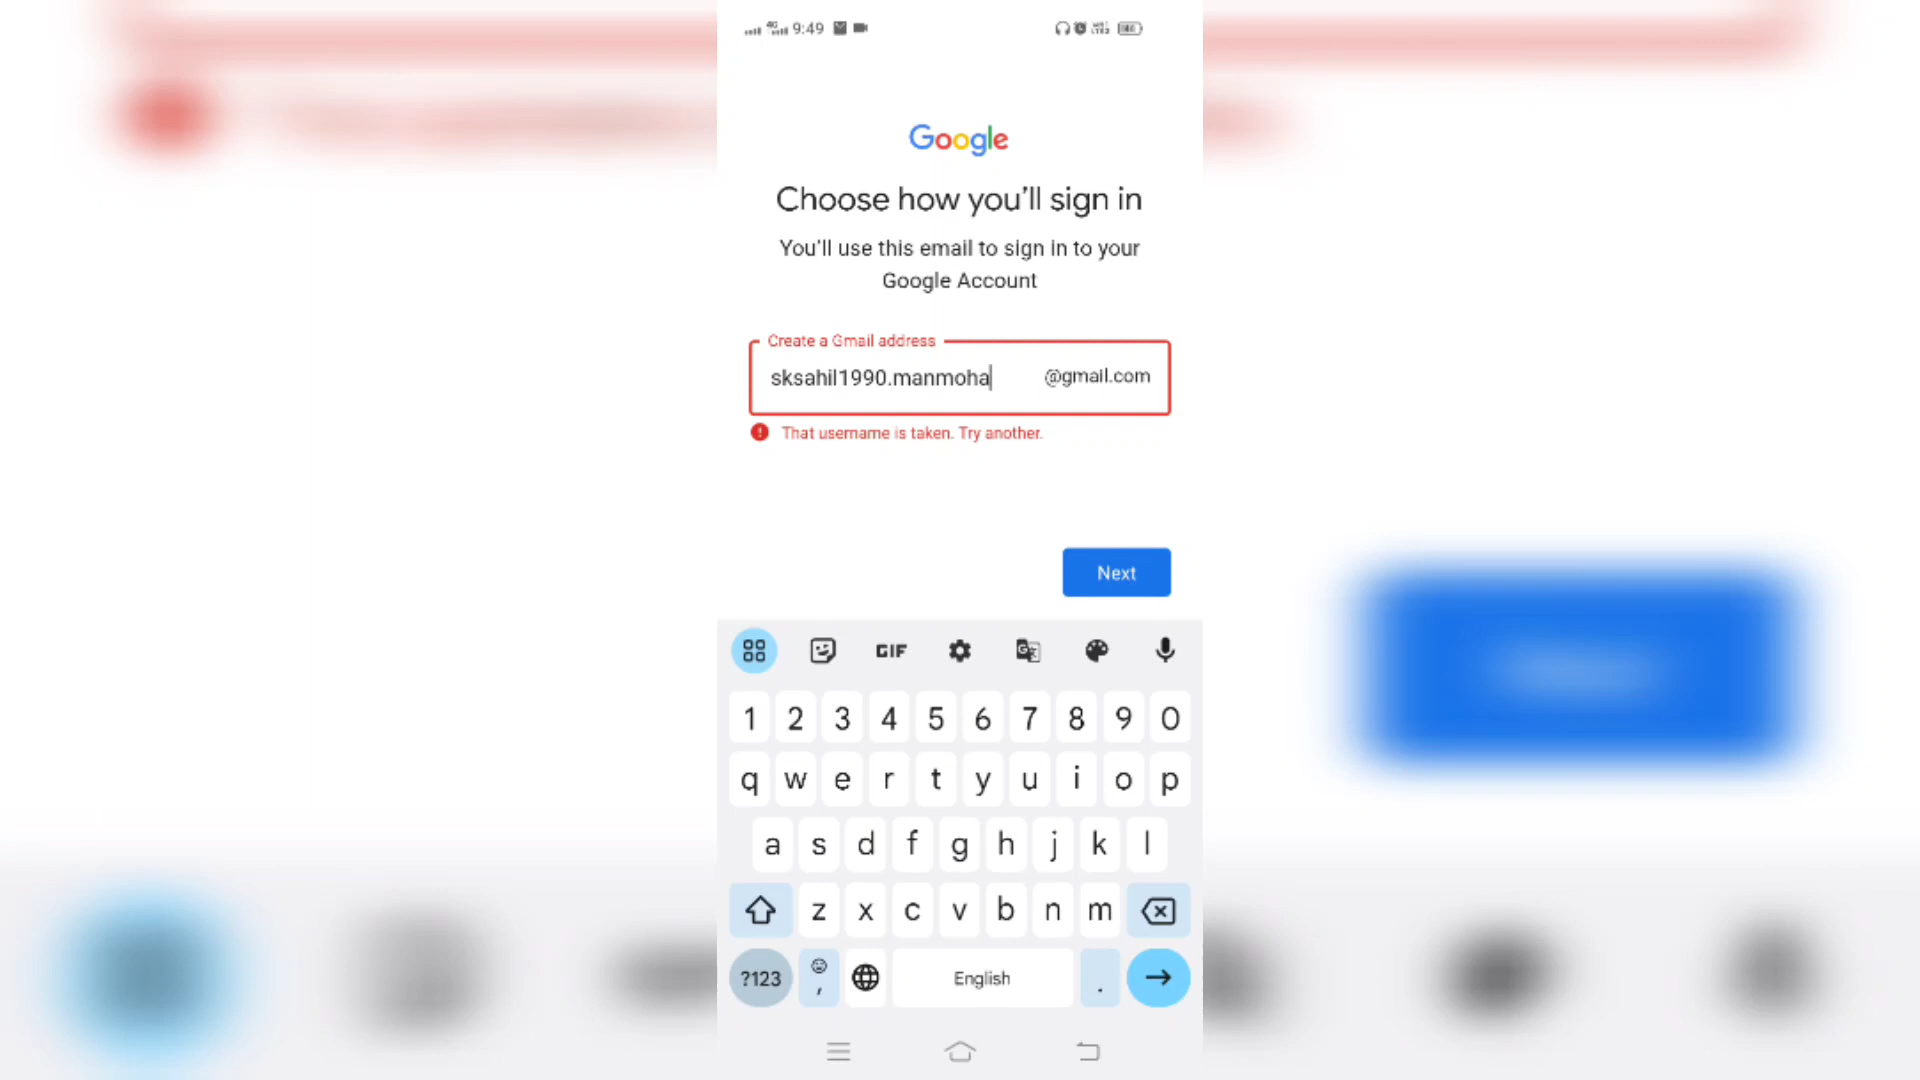 9:49
Google
Choose how you'll sign in
You'll use this email to sign in to your
Google Account
Create a Gmail address
sksahil1990.manmoha @gmail.com
That username is taken. Try another.
Next
GIF
1 2 3 4 5 6 7 8 9 0
q w e r t y u i o p
a s d f g h j k l
z x c v b n m
?123 , English .